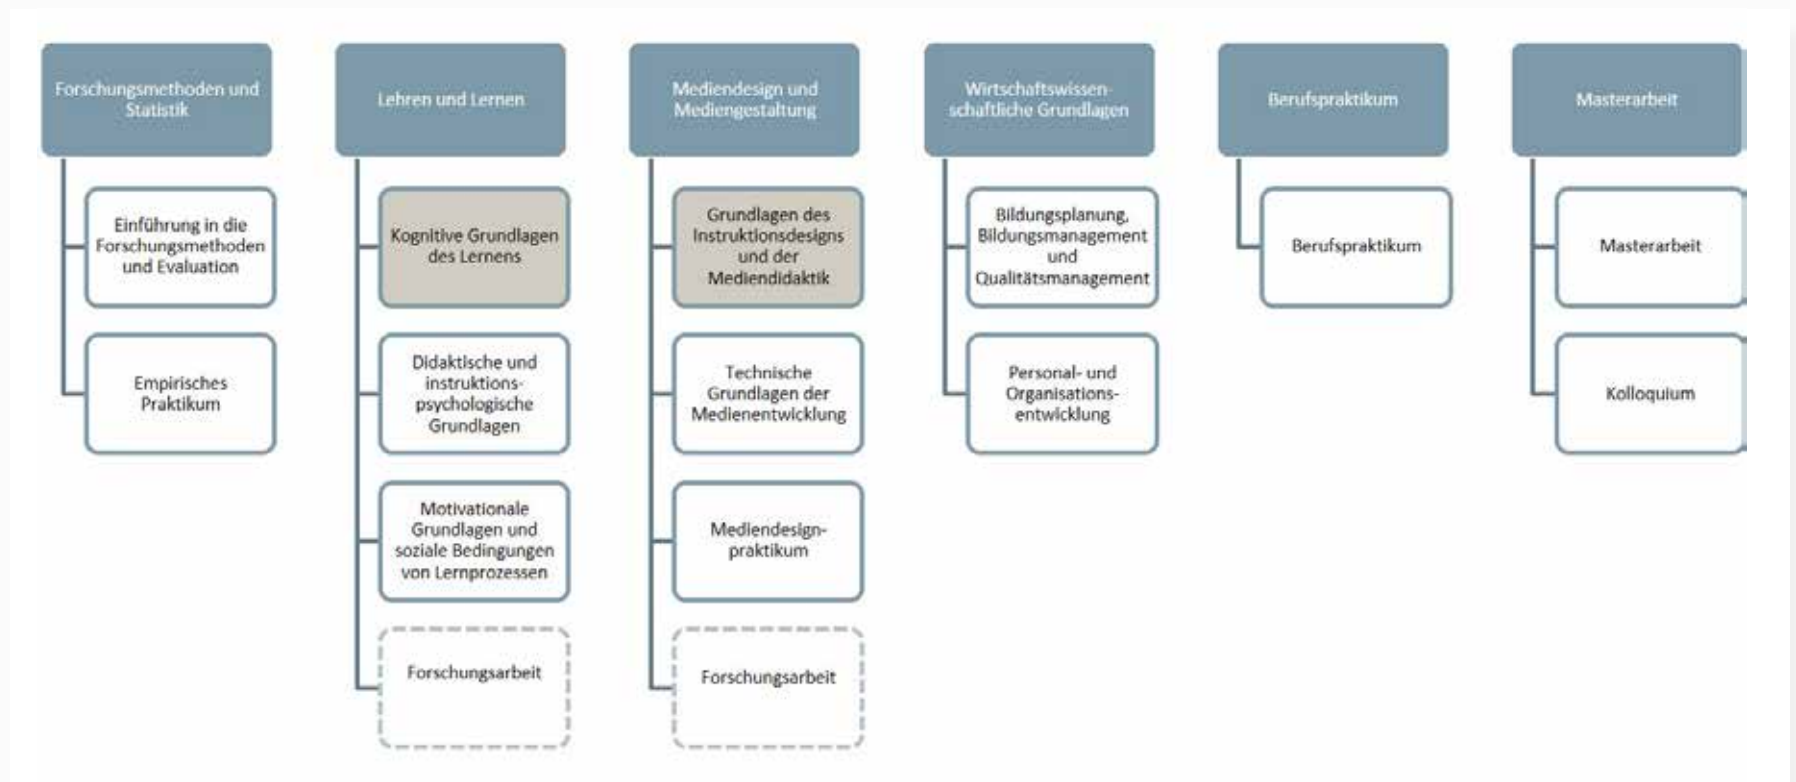 Forschungsmethoden und
Statistik
Einführung in die
Forschungsmethoden
und Evaluation
Empirisches
Praktikum
Lehren und Lernen
Kognitive Grundlagen
des Lernens
Didaktische und
instruktions-
psychologische
Grundlagen
Motivationale
Grundlagen und
soziale Bedingungen
von Lernprozessen
Forschungsarbeit
Mediendesign und
Mediengestaltung
Grundlagen des
Instruktionsdesigns
und der
Mediendidaktik
Technische
Grundlagen der
Medienentwicklung
Mediendesign-
praktikum
Forschungsarbeit
Wirtschaftswissen-
schaftliche Grundlagen
Bildungsplanung,
Bildungsmanagement
und
Qualitätsmanagement
Personal- und
Organisations-
entwicklung
Berufspraktikum
Berufspraktikum
Masterarbeit
Masterarbeit
Kolloquium